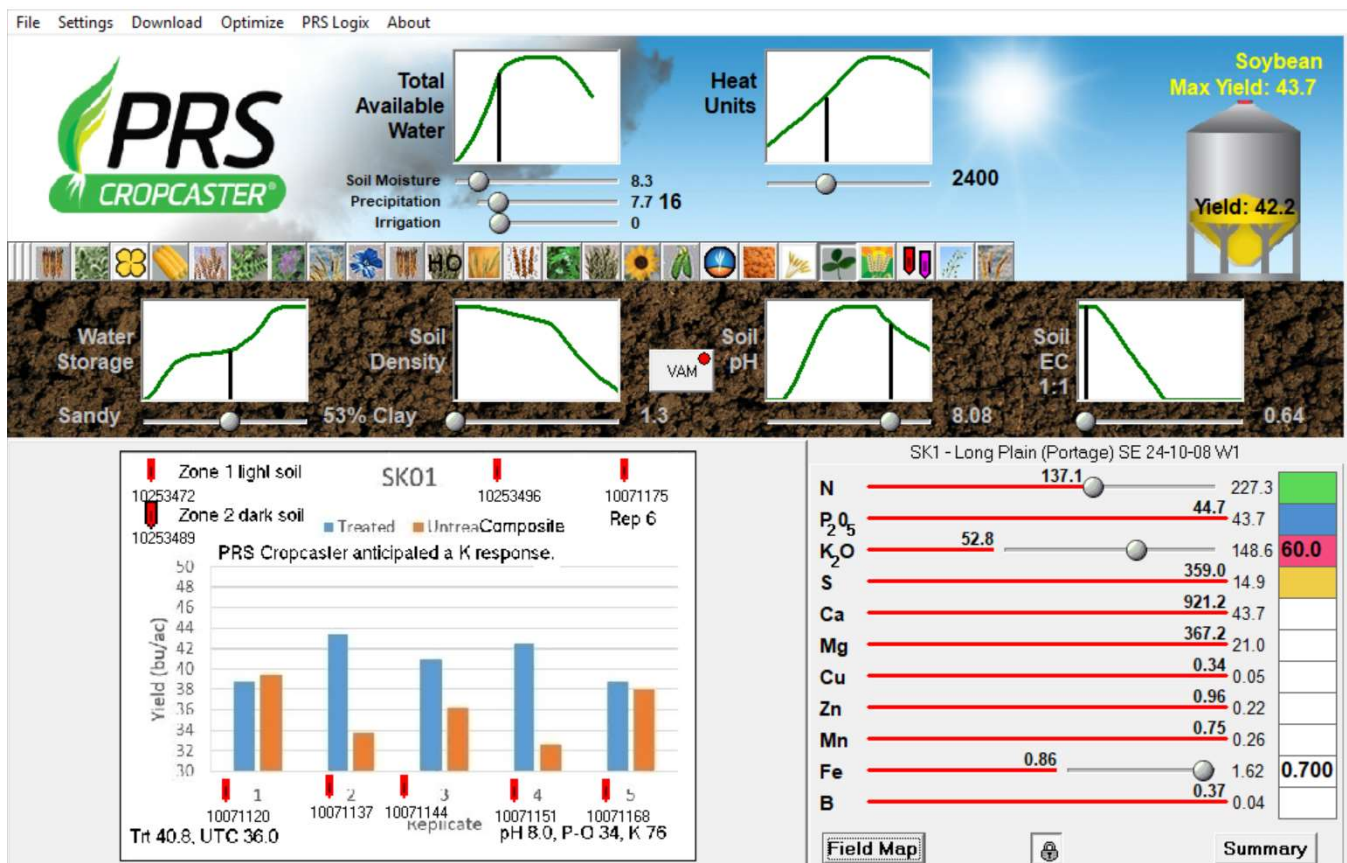 File Settings Download Optimize PRS Logix About
Total
Available
Water
Heat
Units
Soybean
Max Yield: 43.7
PRS
CROPCASTER®
Soil Moisture 8.3
Precipitation 7.7 16
Irrigation 0
2400
Yield: 42.2
HO
Water
Storage
Soil
Density
VAM
Soil
pH
Soil
EC
1:1
Sandy 53% Clay 1.3 8.08 0.64
Zone 1 light soil
10253472
Zone 2 dark soil
10253489
SK01
10253496
10071175
Rep 6
Treated Untrea Composite
PRS Cropcaster anticipated a K response.
Yield (bu/ac)
50
48
46
44
42
40
38
36
34
32
30
1 2 3 4 5
10071120 10071137 10071144 10071151 10071168
Replicate
Trt 40.8, UTC 36.0 pH 8.0, P-O 34, K 76
SK1 - Long Plain (Portage) SE 24-10-08 W1
N 137.1 227.3
P2O5 44.7 43.7
K2O 52.8 148.6 60.0
S 359.0 14.9
Ca 921.2 43.7
Mg 367.2 21.0
Cu 0.34 0.05
Zn 0.96 0.22
Mn 0.75 0.26
Fe 0.86 1.62 0.700
B 0.37 0.04
Field Map Summary